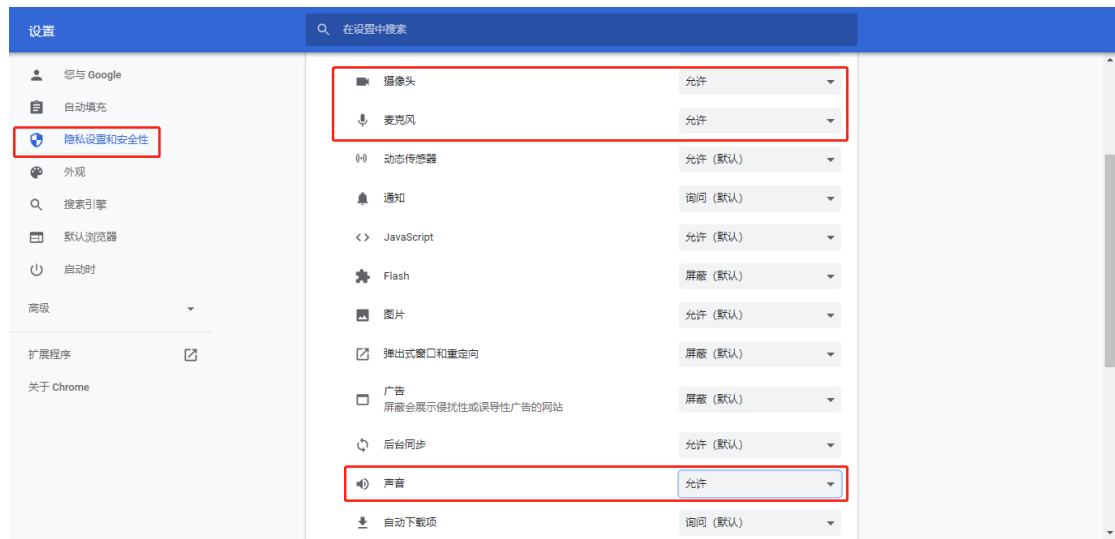 设置
在设置中搜索
您与 Google
自动填充
隐私设置和安全性
外观
搜索引擎
默认浏览器
启动时
高级
扩展程序
关于 Chrome
摄像头 允许
麦克风 允许
动态传感器 允许（默认）
通知 询问（默认）
JavaScript 允许（默认）
Flash 屏蔽（默认）
图片 允许（默认）
弹出式窗口和重定向 屏蔽（默认）
广告 屏蔽（默认）
屏蔽会展示侵扰性或误导性广告的网站
后台同步 允许（默认）
声音 允许
自动下载项 询问（默认）